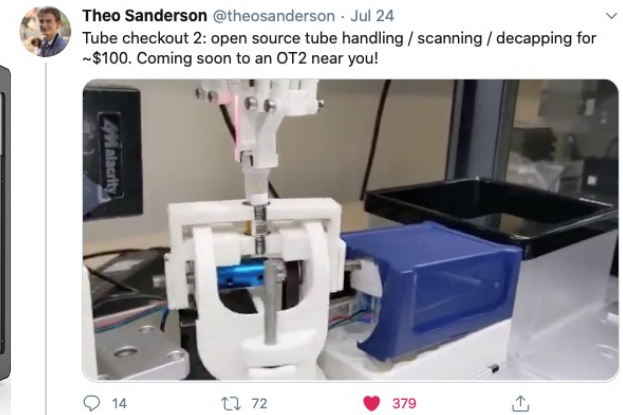 Theo Sanderson @theosanderson · Jul 24
Tube checkout 2: open source tube handling / scanning / decapping for
~$100. Coming soon to an OT2 near you!
alacrity
14 72 379